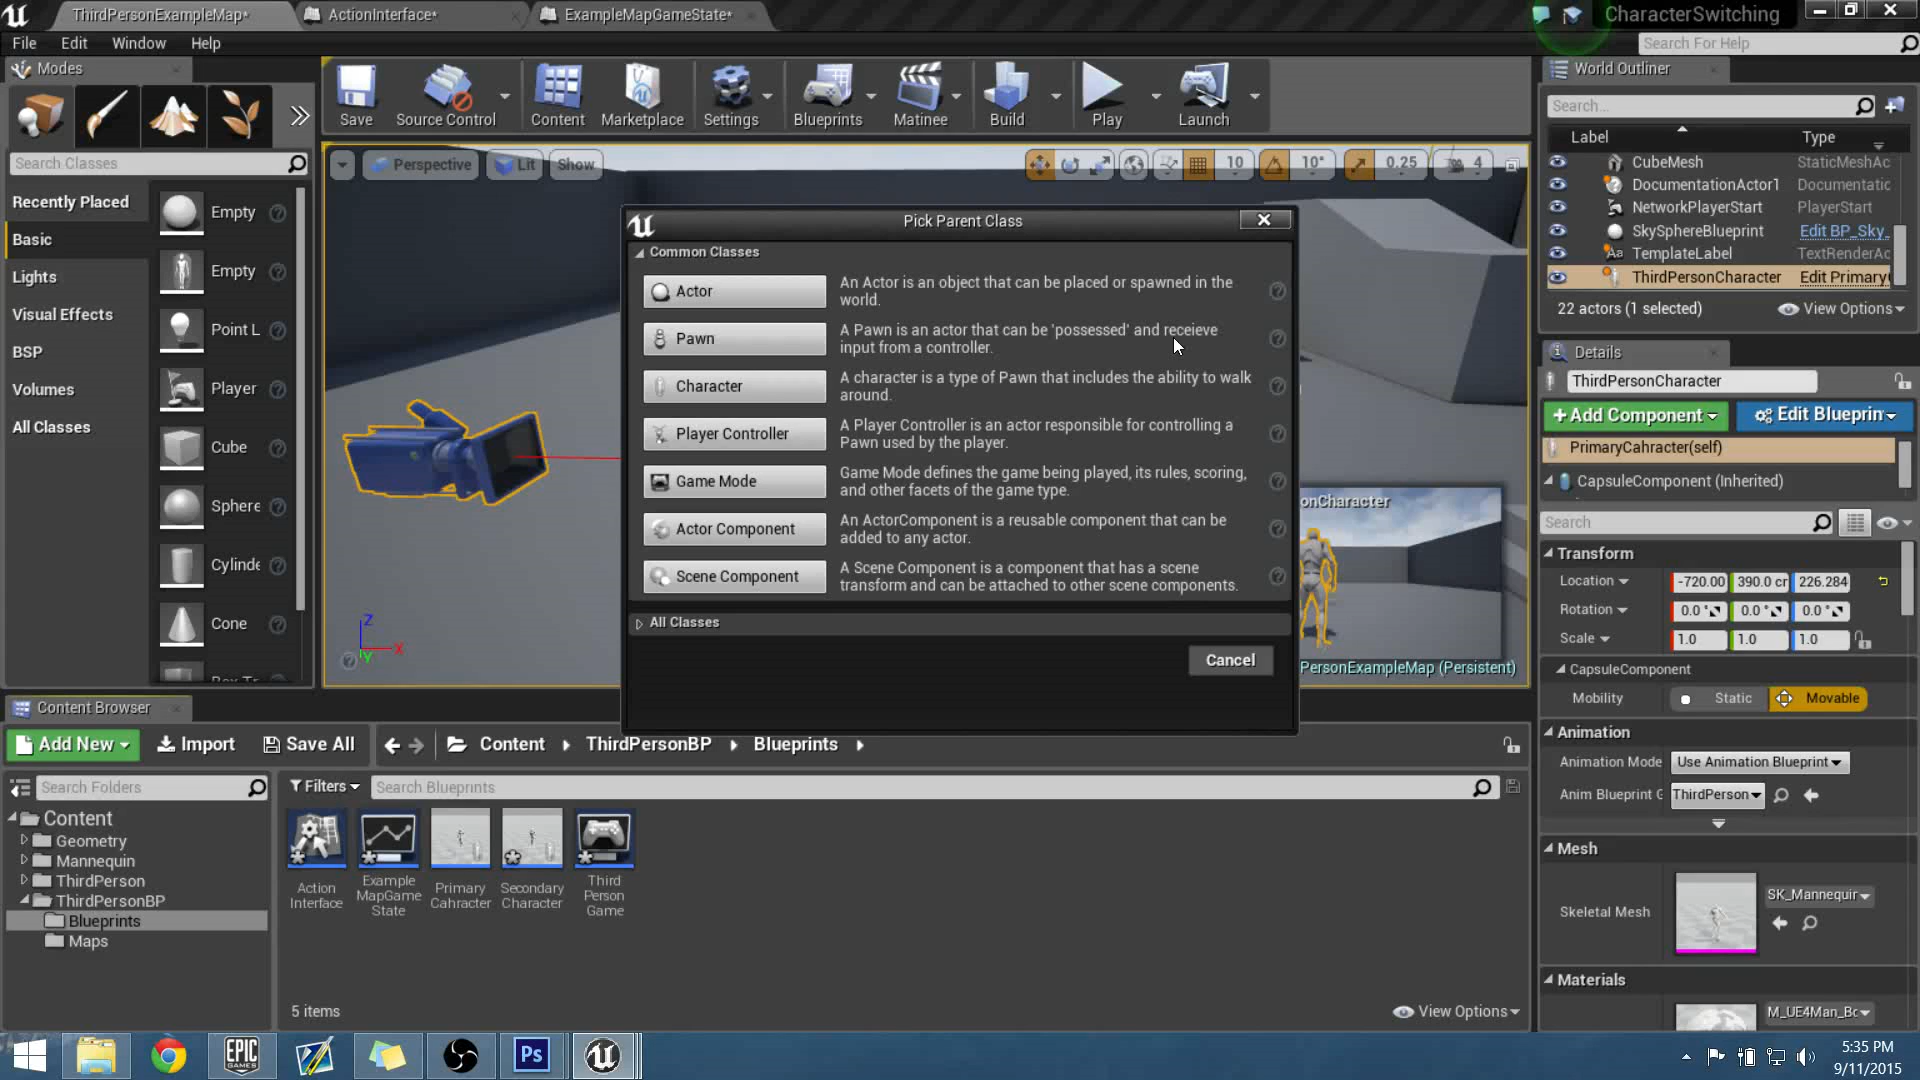 ThirdPersonExampleMap*
ActionInterface*
ExampleMapGameState*
CharacterSwitching
File Edit Window Help
Search For Help
Modes
Save
Source Control
Content
Marketplace
Settings
Blueprints
Matinee
Build
Play
Launch
World Outliner
Search...
Label Type
CubeMesh StaticMeshAc
DocumentationActor1 Documentatic
NetworkPlayerStart PlayerStart
SkySphereBlueprint Edit BP_Sky_
TemplateLabel TextRenderAc
ThirdPersonCharacter Edit Primary
22 actors (1 selected) View Options
Search Classes
Recently Placed
Basic
Lights
Visual Effects
BSP
Volumes
All Classes
Empty
Empty
Point L
Player
Cube
Sphere
Cylinde
Cone
Perspective Lit Show
10 10° 0.25 4
Pick Parent Class
Common Classes
Actor
An Actor is an object that can be placed or spawned in the
world.
Pawn
A Pawn is an actor that can be 'possessed' and receieve
input from a controller.
Character
A character is a type of Pawn that includes the ability to walk
around.
Player Controller
A Player Controller is an actor responsible for controlling a
Pawn used by the player.
Game Mode
Game Mode defines the game being played, its rules, scoring,
and other facets of the game type.
Actor Component
An ActorComponent is a reusable component that can be
added to any actor.
Scene Component
A Scene Component is a component that has a scene
transform and can be attached to other scene components.
All Classes
Cancel
onCharacter
PersonExampleMap (Persistent)
Z
X
Y
Details
ThirdPersonCharacter
+Add Component Edit Blueprin
PrimaryCahracter(self)
CapsuleComponent (Inherited)
Search
Transform
Location -720.00 390.0 cr 226.284
Rotation 0.0 ° 0.0 ° 0.0 °
Scale 1.0 1.0 1.0
CapsuleComponent
Mobility Static Movable
Animation
Animation Mode Use Animation Blueprint
Anim Blueprint G ThirdPerson
Mesh
Skeletal Mesh SK_Mannequir
Materials
M_UE4Man_Bc
Content Browser
Add New Import Save All Content ThirdPersonBP Blueprints
Search Folders
Filters Search Blueprints
Content
Geometry
Mannequin
ThirdPerson
ThirdPersonBP
Blueprints
Maps
Action
Interface
Example
MapGame
State
Primary
Cahracter
Secondary
Character
Third
Person
Game
5 items
View Options
EPIC
GAMES
Ps
5:35 PM
9/11/2015